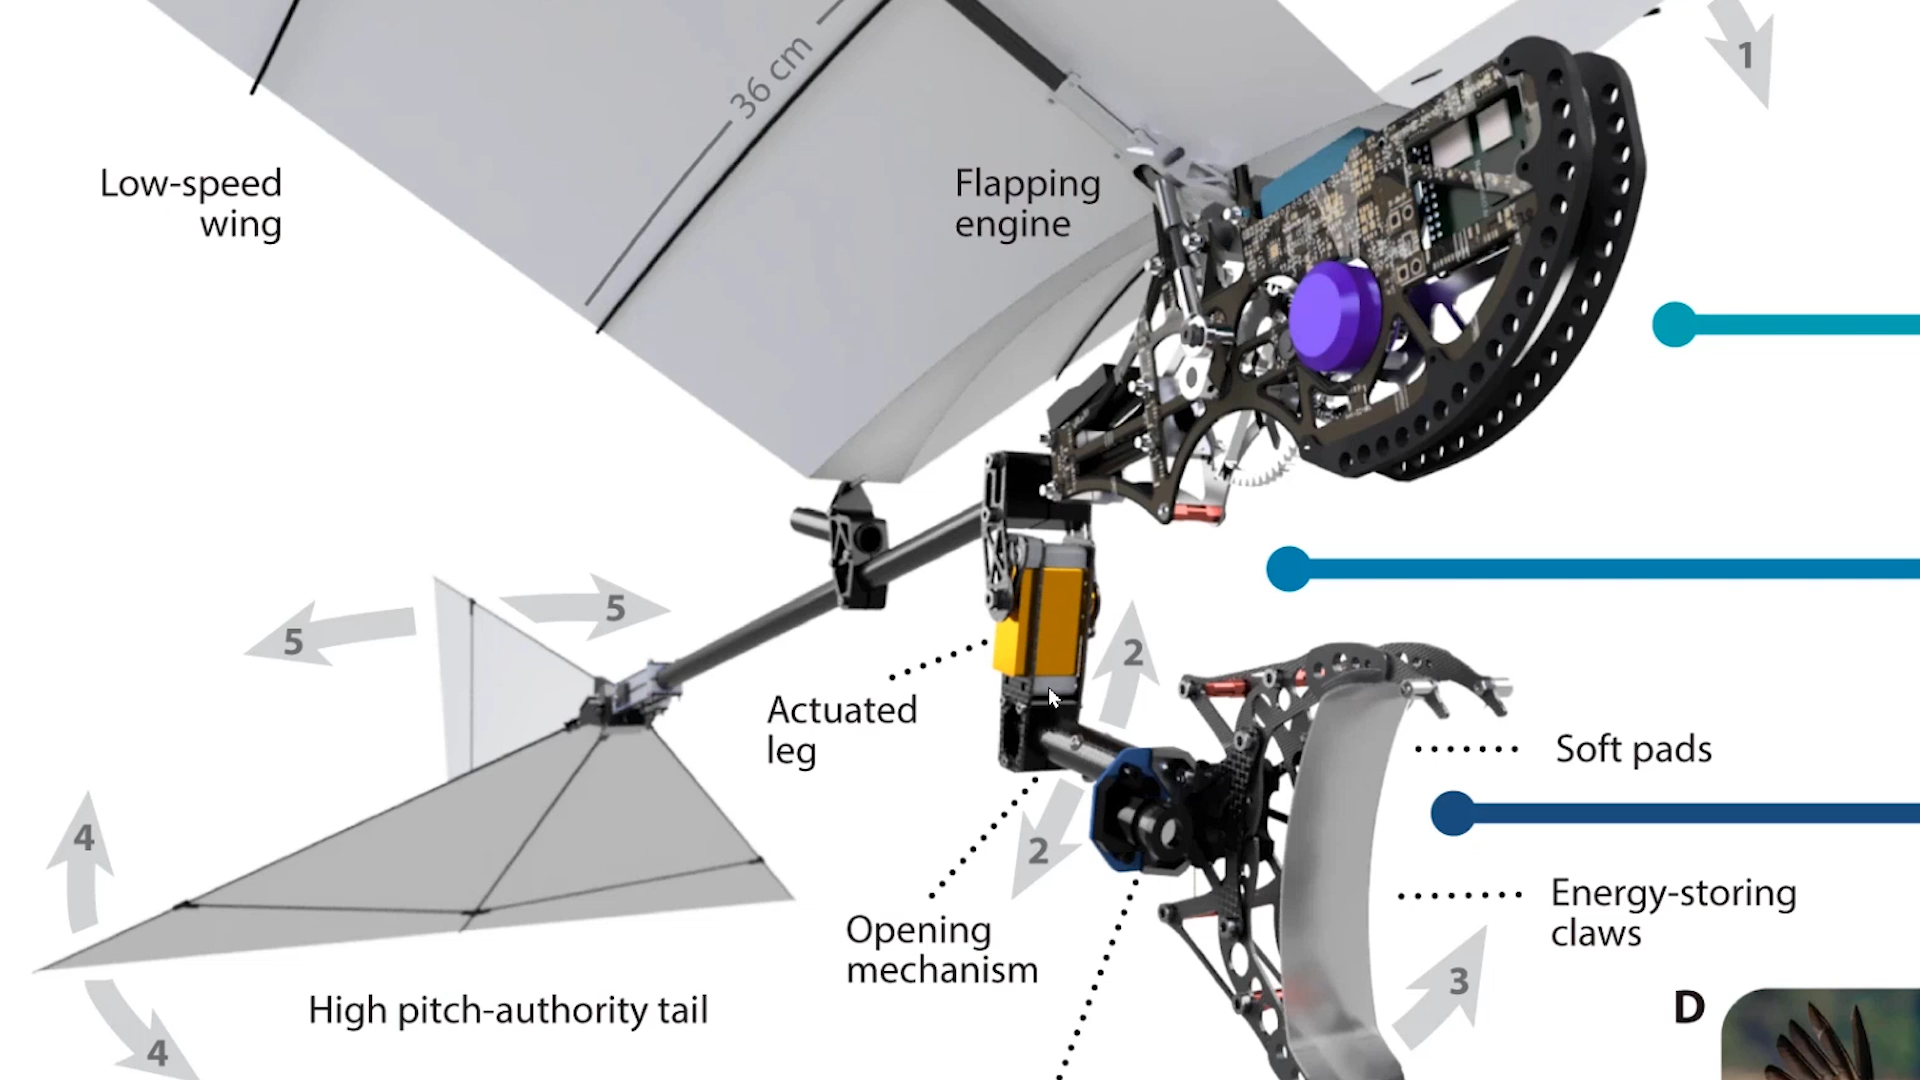 36 cm
1
Low-speed
wing
Flapping
engine
5
5
2
Actuated
leg
Soft pads
4
2
Energy-storing
claws
Opening
mechanism
3
High pitch-authority tail
D
4